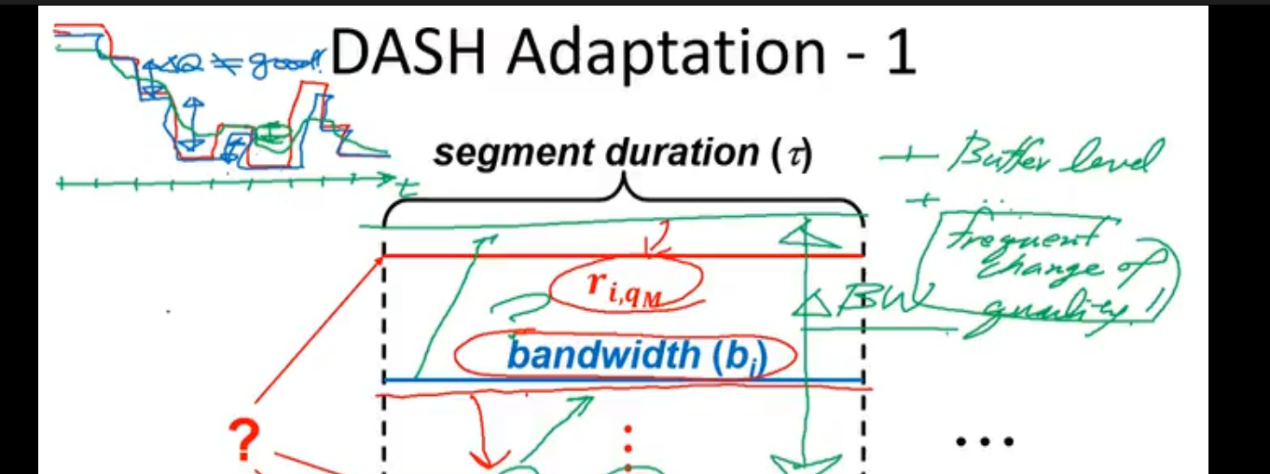 DASH Adaptation - 1
ΔQ ≠ good!
t
segment duration (τ)
+ Buffer level
+ ..
frequent
change of
quality!!
r_{i,q_M}
ΔBW
?
bandwidth (b_i)
?
⋮
...